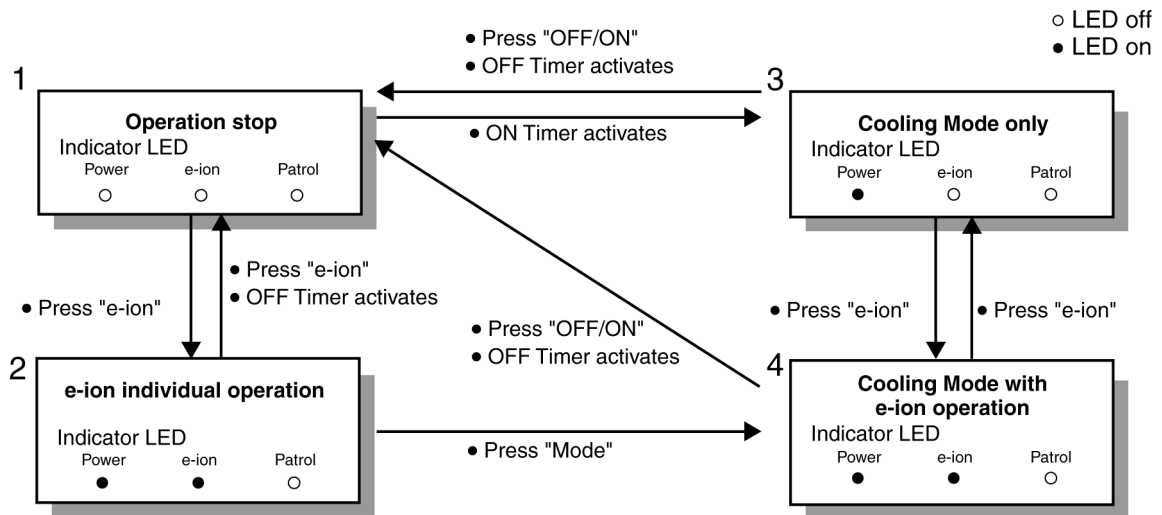 ○ LED off
● LED on
● Press "OFF/ON"
● OFF Timer activates
● ON Timer activates
1
Operation stop
Indicator LED
Power e-ion Patrol
3
Cooling Mode only
Indicator LED
Power e-ion Patrol
● Press "e-ion"
● Press "e-ion"
● OFF Timer activates
● Press "OFF/ON"
● OFF Timer activates
● Press "e-ion"
● Press "e-ion"
2
e-ion individual operation
Indicator LED
Power e-ion Patrol
● Press "Mode"
4
Cooling Mode with
e-ion operation
Indicator LED
Power e-ion Patrol